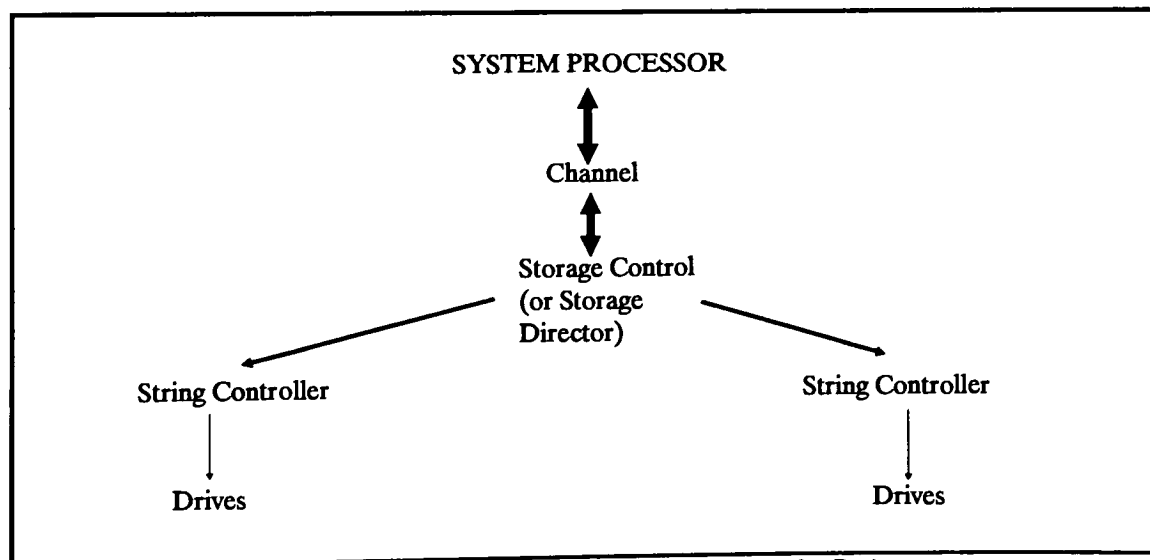 SYSTEM PROCESSOR
Channel
Storage Control
(or Storage
Director)
String Controller
String Controller
Drives
Drives